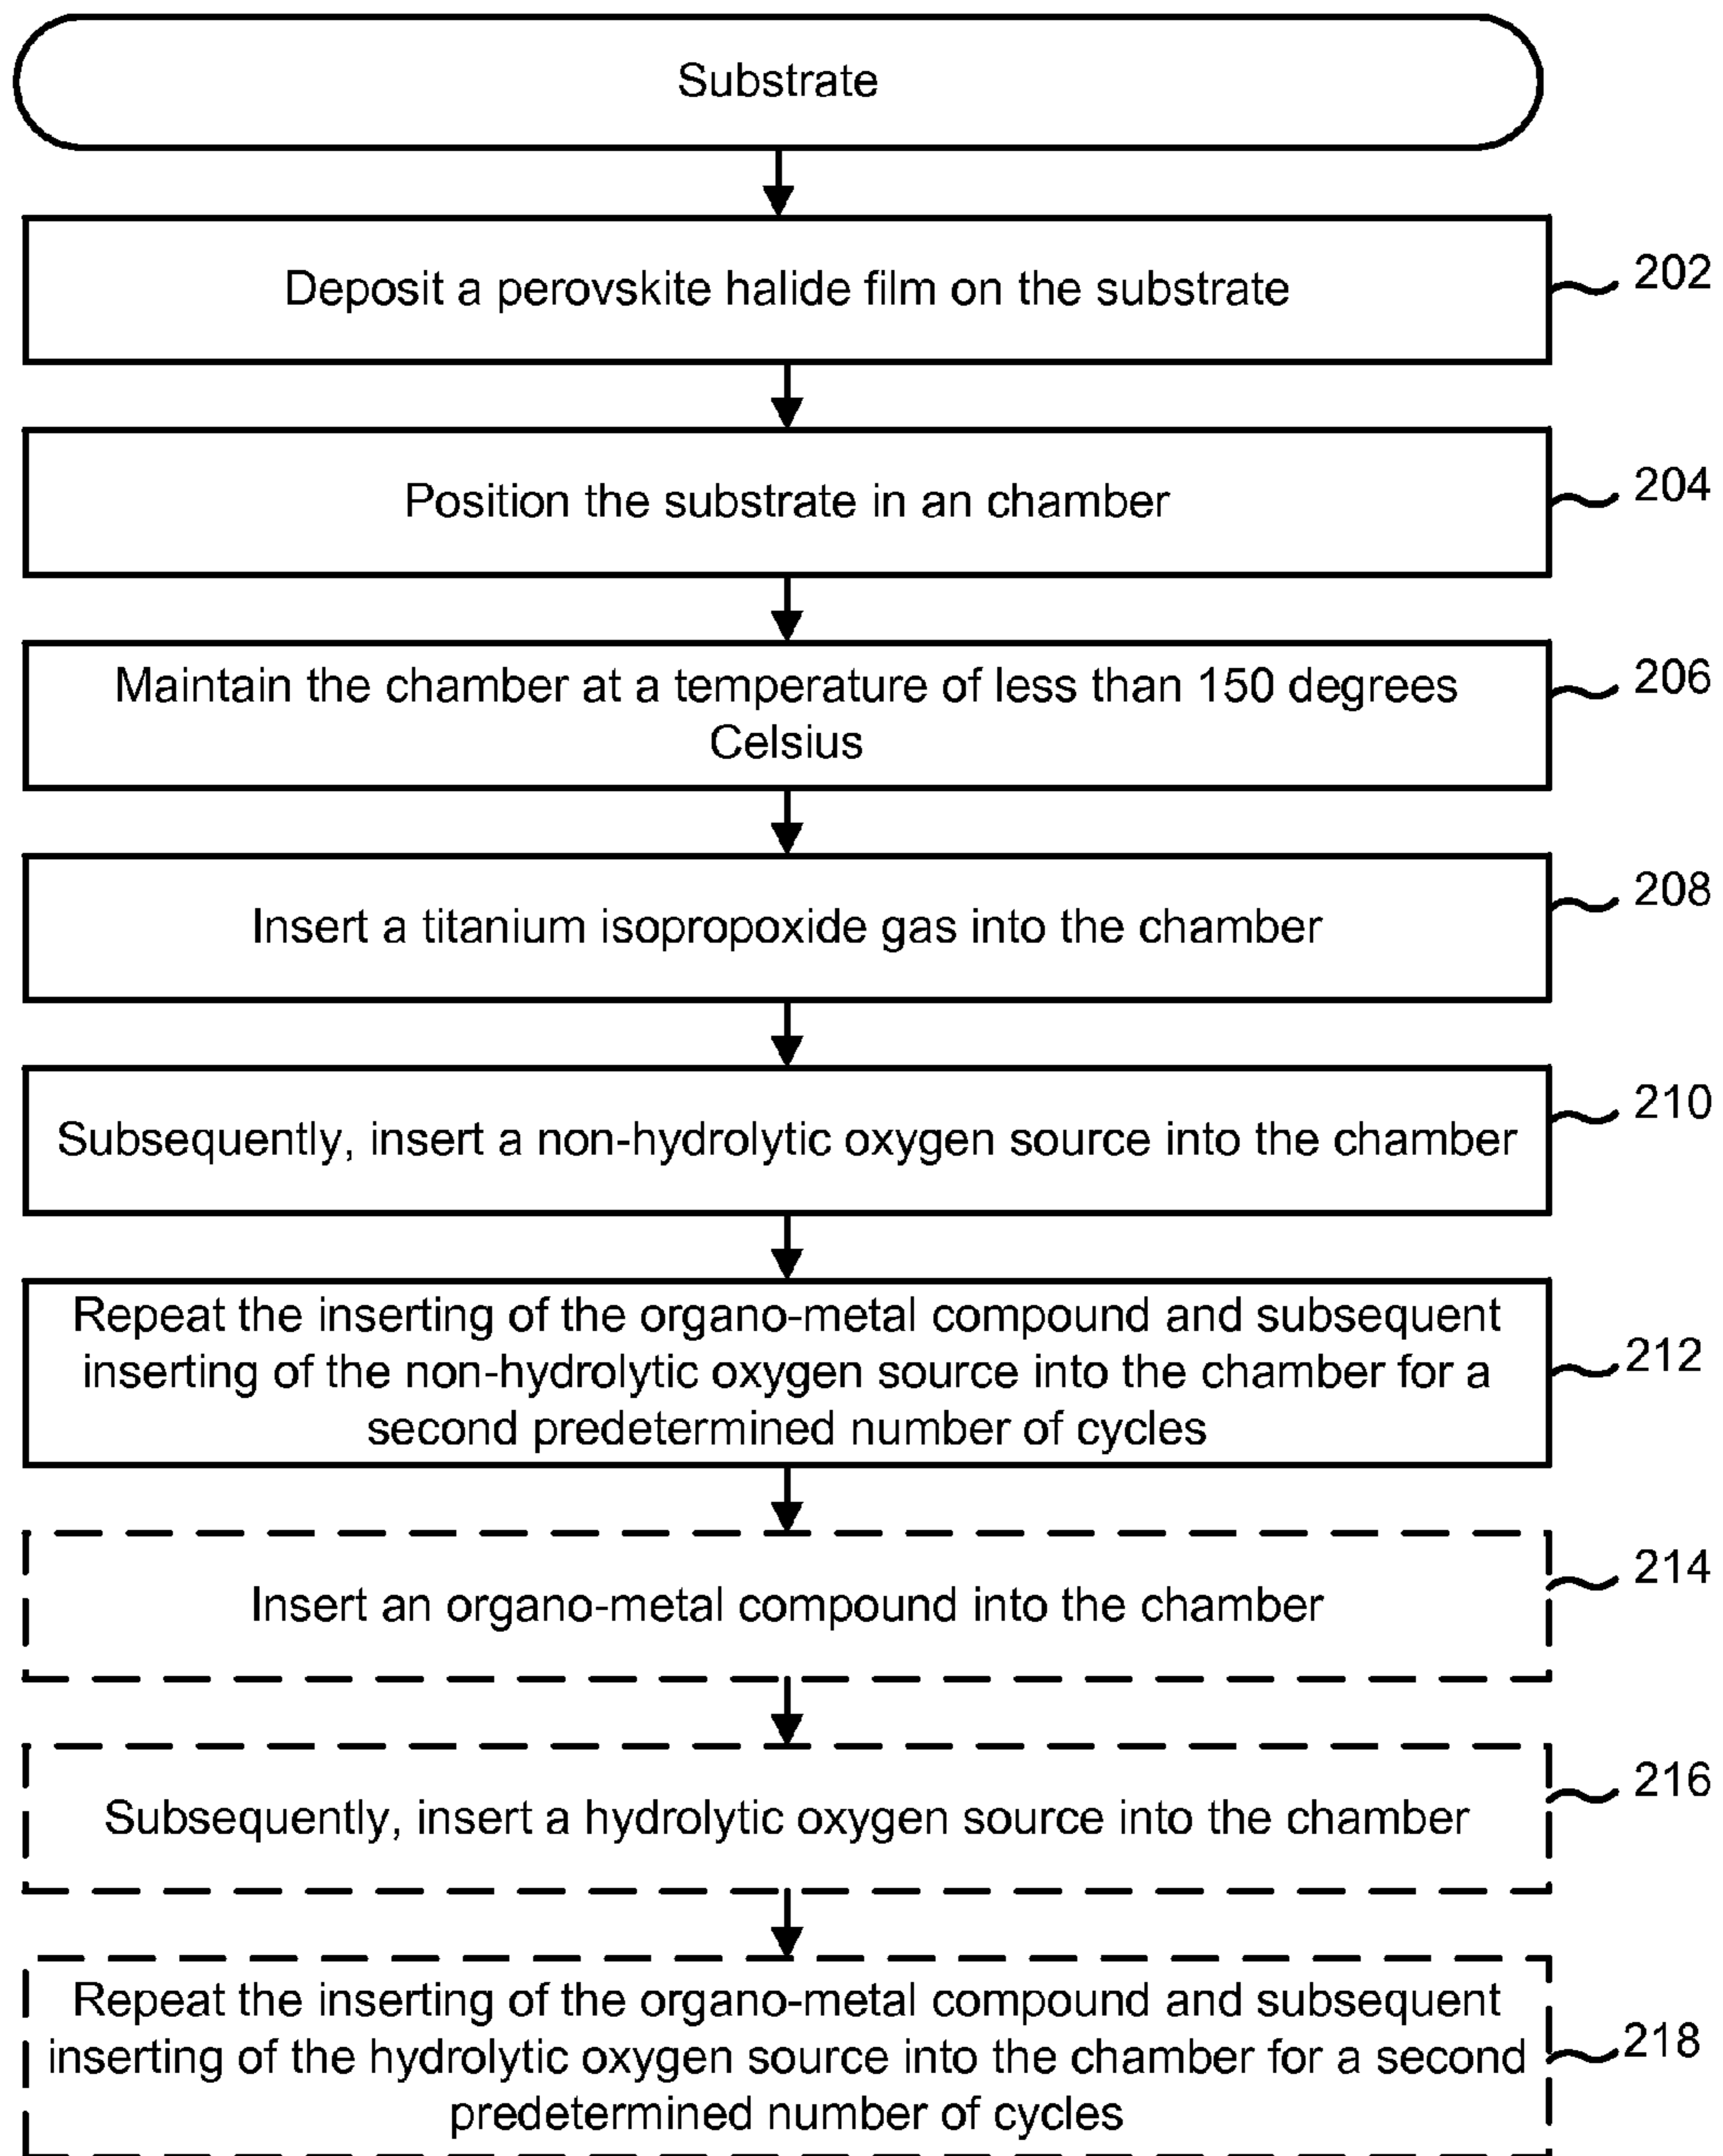 Substrate
Deposit a perovskite halide film on the substrate
202
Position the substrate in an chamber
204
Maintain the chamber at a temperature of less than 150 degrees
Celsius
206
Insert a titanium isopropoxide gas into the chamber
208
Subsequently, insert a non-hydrolytic oxygen source into the chamber
210
Repeat the inserting of the organo-metal compound and subsequent
inserting of the non-hydrolytic oxygen source into the chamber for a
second predetermined number of cycles
212
Insert an organo-metal compound into the chamber
214
Subsequently, insert a hydrolytic oxygen source into the chamber
216
Repeat the inserting of the organo-metal compound and subsequent
inserting of the hydrolytic oxygen source into the chamber for a second
predetermined number of cycles
218